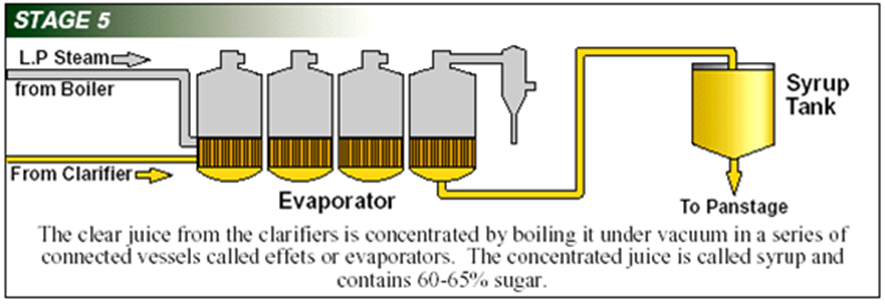 STAGE 5
L.P Steam
from Boiler
From Clarifier
Evaporator
Syrup
Tank
To Panstage
The clear juice from the clarifiers is concentrated by boiling it under vacuum in a series of
connected vessels called effets or evaporators. The concentrated juice is called syrup and
contains 60-65% sugar.